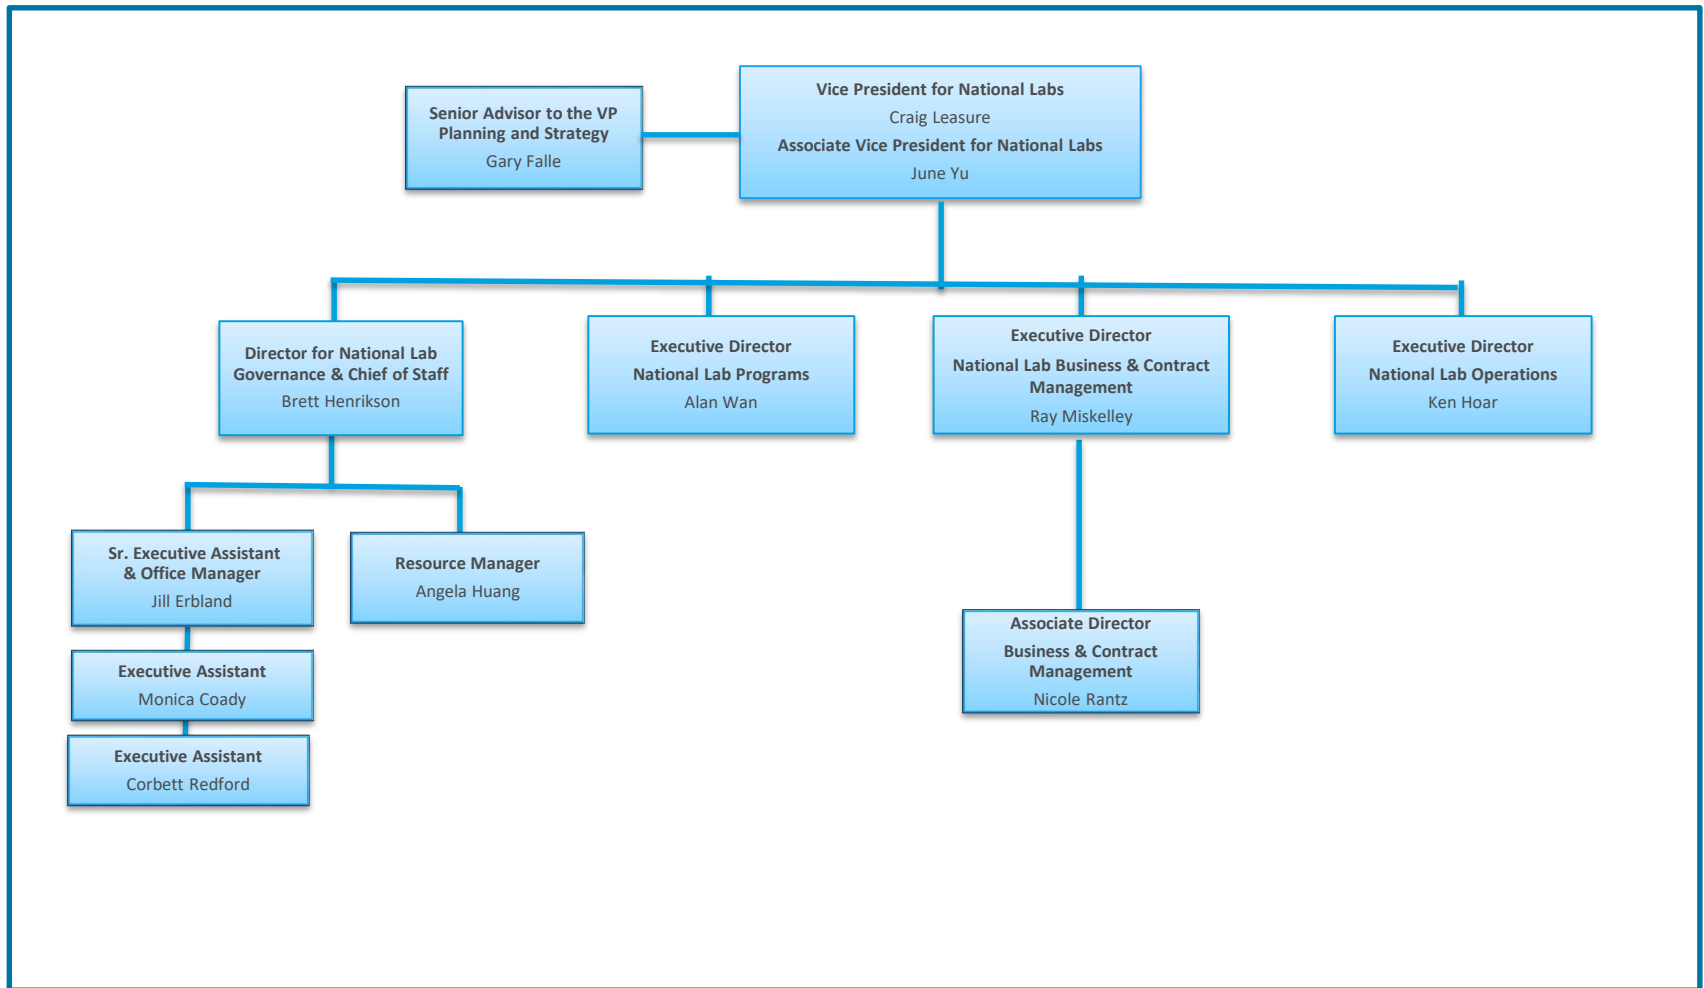 Senior Advisor to the VP
Planning and Strategy
Gary Falle
Vice President for National Labs
Craig Leasure
Associate Vice President for National Labs
June Yu
Director for National Lab
Governance & Chief of Staff
Brett Henrikson
Executive Director
National Lab Programs
Alan Wan
Executive Director
National Lab Business & Contract
Management
Ray Miskelley
Executive Director
National Lab Operations
Ken Hoar
Sr. Executive Assistant
& Office Manager
Jill Erbland
Resource Manager
Angela Huang
Executive Assistant
Monica Coady
Executive Assistant
Corbett Redford
Associate Director
Business & Contract
Management
Nicole Rantz